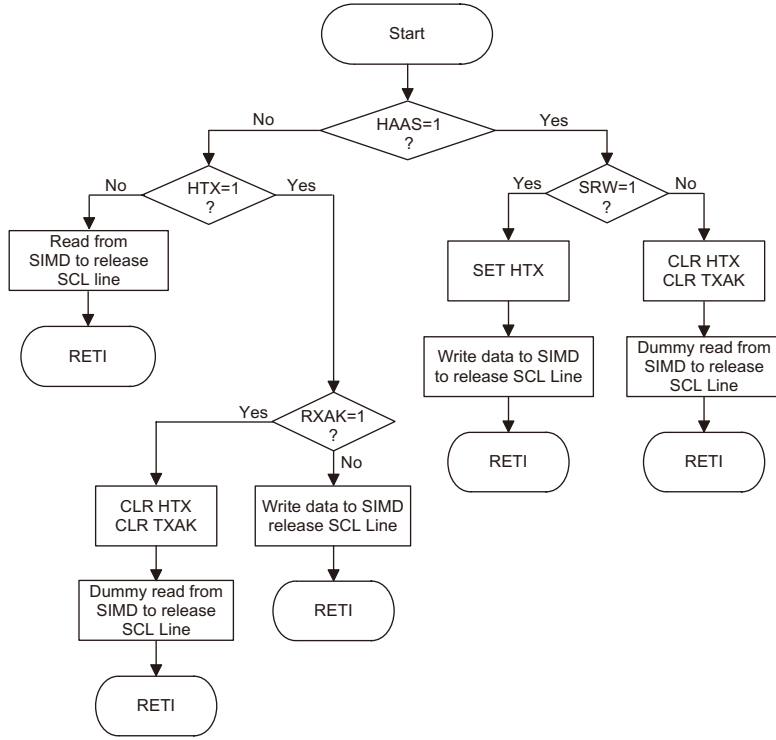 Start
HAAS=1
?
No
Yes
HTX=1
?
No
Yes
SRW=1
?
Yes
No
Read from
SIMD to release
SCL line
SET HTX
CLR HTX
CLR TXAK
RETI
Write data to SIMD
to release SCL Line
Dummy read from
SIMD to release
SCL Line
RXAK=1
?
Yes
No
RETI
RETI
CLR HTX
CLR TXAK
Write data to SIMD
release SCL Line
Dummy read from
SIMD to release
SCL Line
RETI
RETI